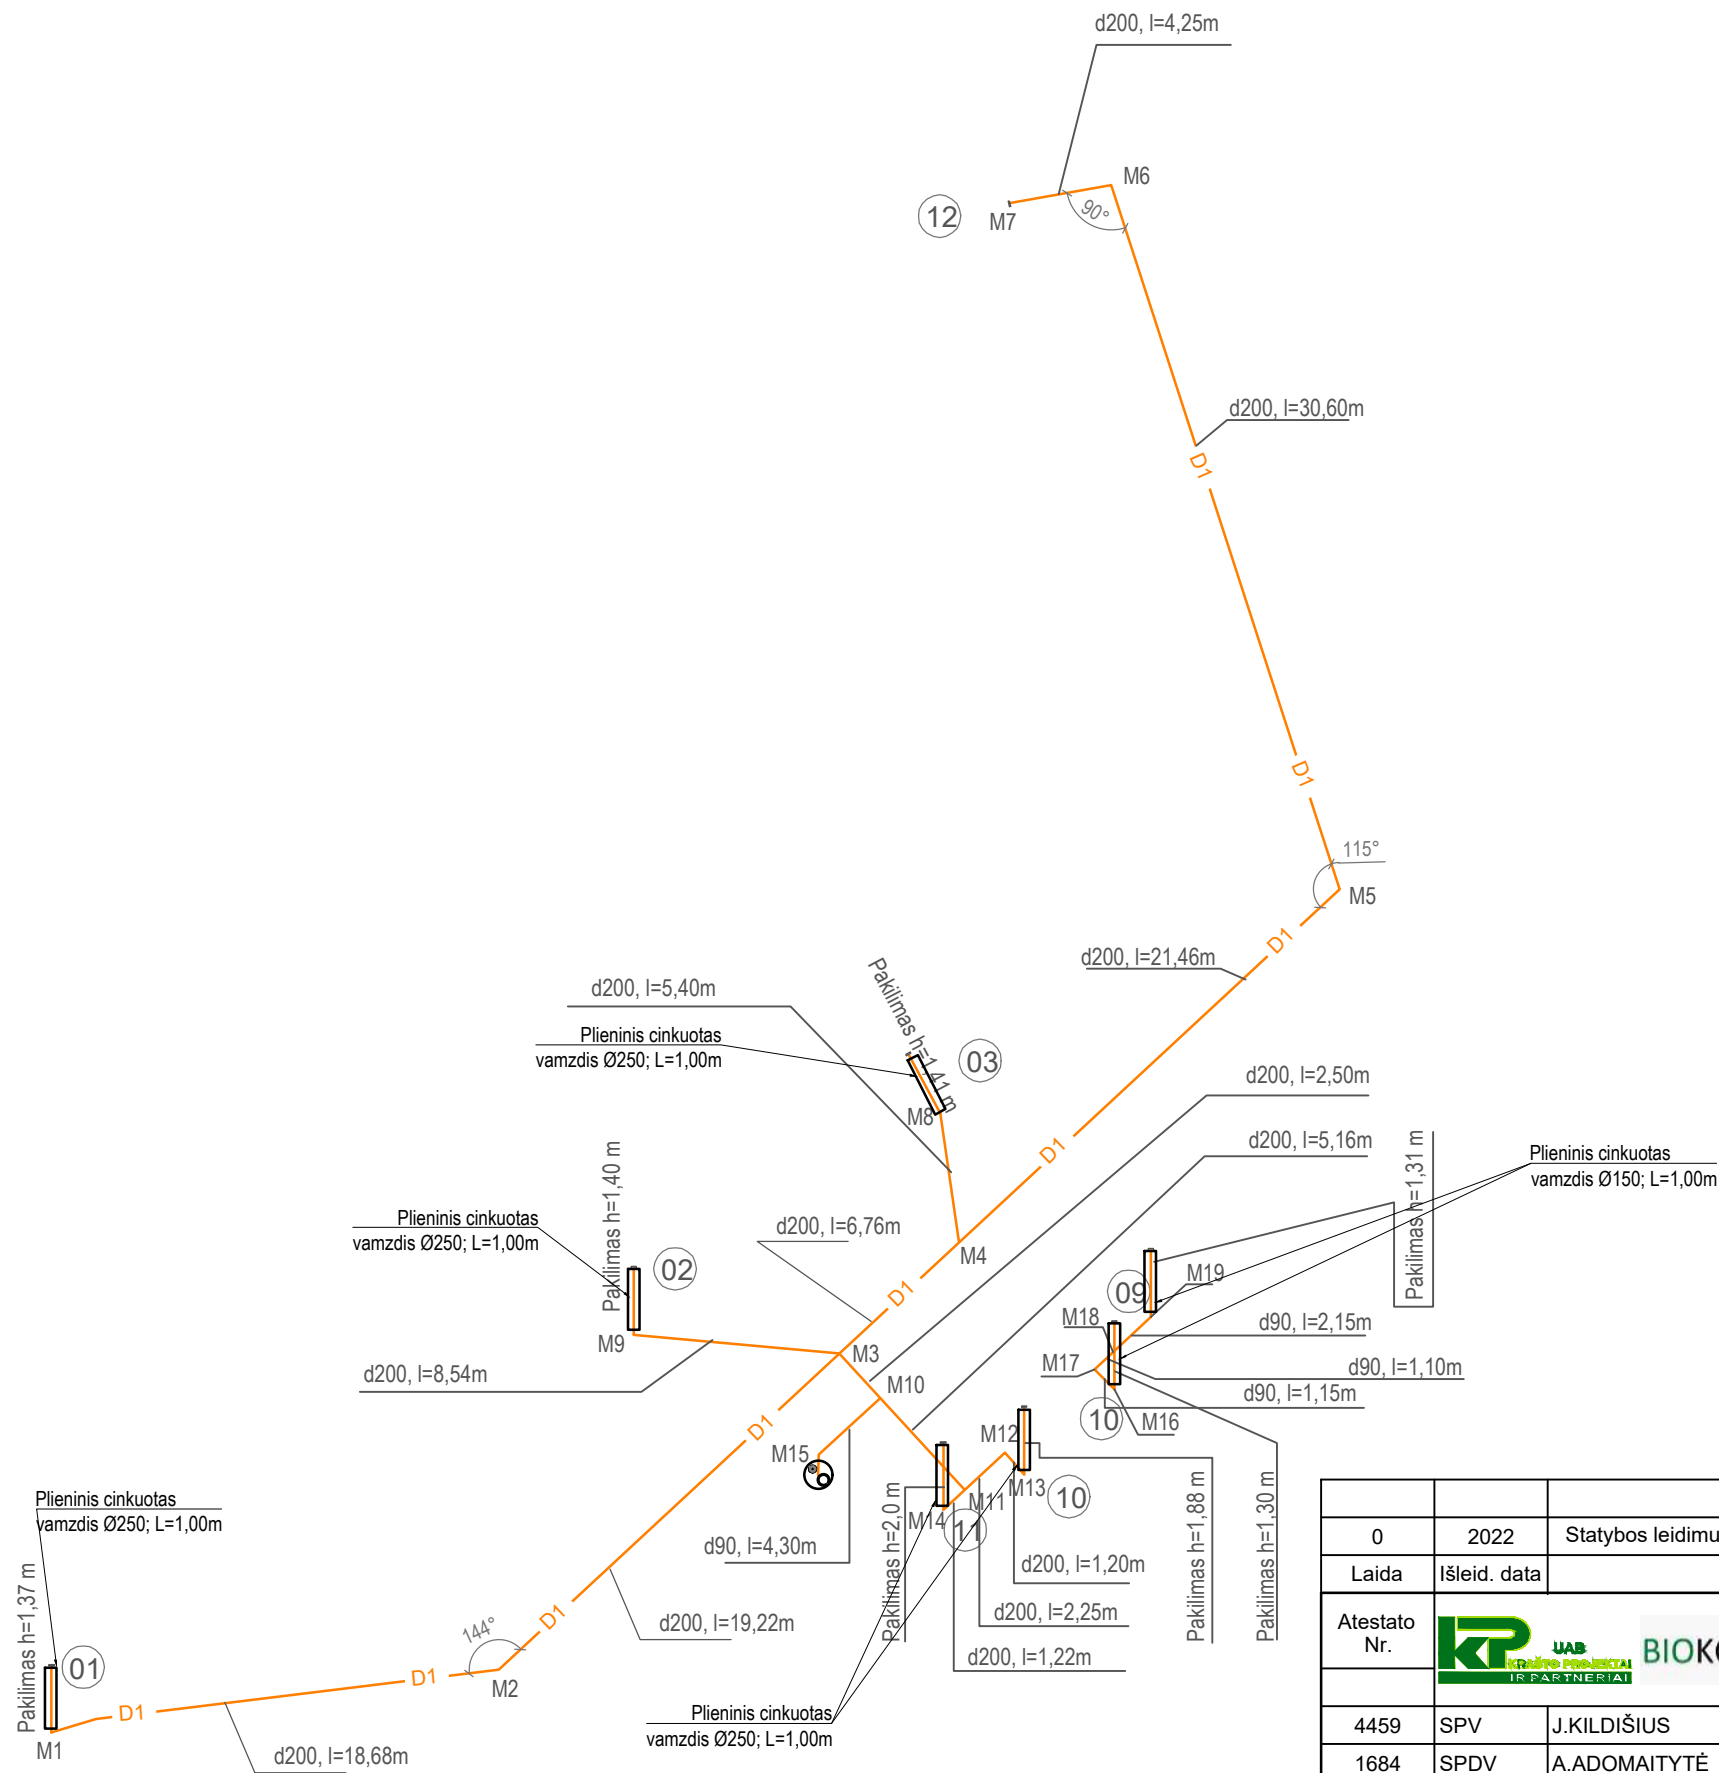 d200, l=4,25m
M6
90°
12
M7
d200, l=30,60m
D1
D1
115°
M5
D1
d200, l=21,46m
d200, l=5,40m
Pakilimas h=1,41 m
Plieninis cinkuotas
vamzdis Ø250; L=1,00m
03
M8
d200, l=2,50m
d200, l=5,16m
D1
Plieninis cinkuotas
vamzdis Ø150; L=1,00m
Pakilimas h=1,31 m
Pakilimas h=1,40 m
Plieninis cinkuotas
vamzdis Ø250; L=1,00m
d200, l=6,76m
M4
02
M19
09
D1
M18
M9
M3
d90, l=2,15m
M17
d200, l=8,54m
d90, l=1,10m
M10
d90, l=1,15m
10
M16
D1
M12
M15
M13
M11
10
Plieninis cinkuotas
vamzdis Ø250; L=1,00m
M14
11
Pakilimas h=2,0 m
Pakilimas h=1,88 m
Pakilimas h=1,30 m
d90, l=4,30m
d200, l=1,20m
Pakilimas h=1,37 m
D1
d200, l=2,25m
d200, l=19,22m
144°
d200, l=1,22m
01
D1
M2
D1
Plieninis cinkuotas
vamzdis Ø250; L=1,00m
M1
d200, l=18,68m
0 2022 Statybos leidimu
Laida Išleid. data
Atestato
Nr.
KP UAB
KRAŠTO PROJEKTAI
IR PARTNERIAI
BIOK
4459 SPV J.KILDIŠIUS
1684 SPDV A.ADOMAITYTĖ